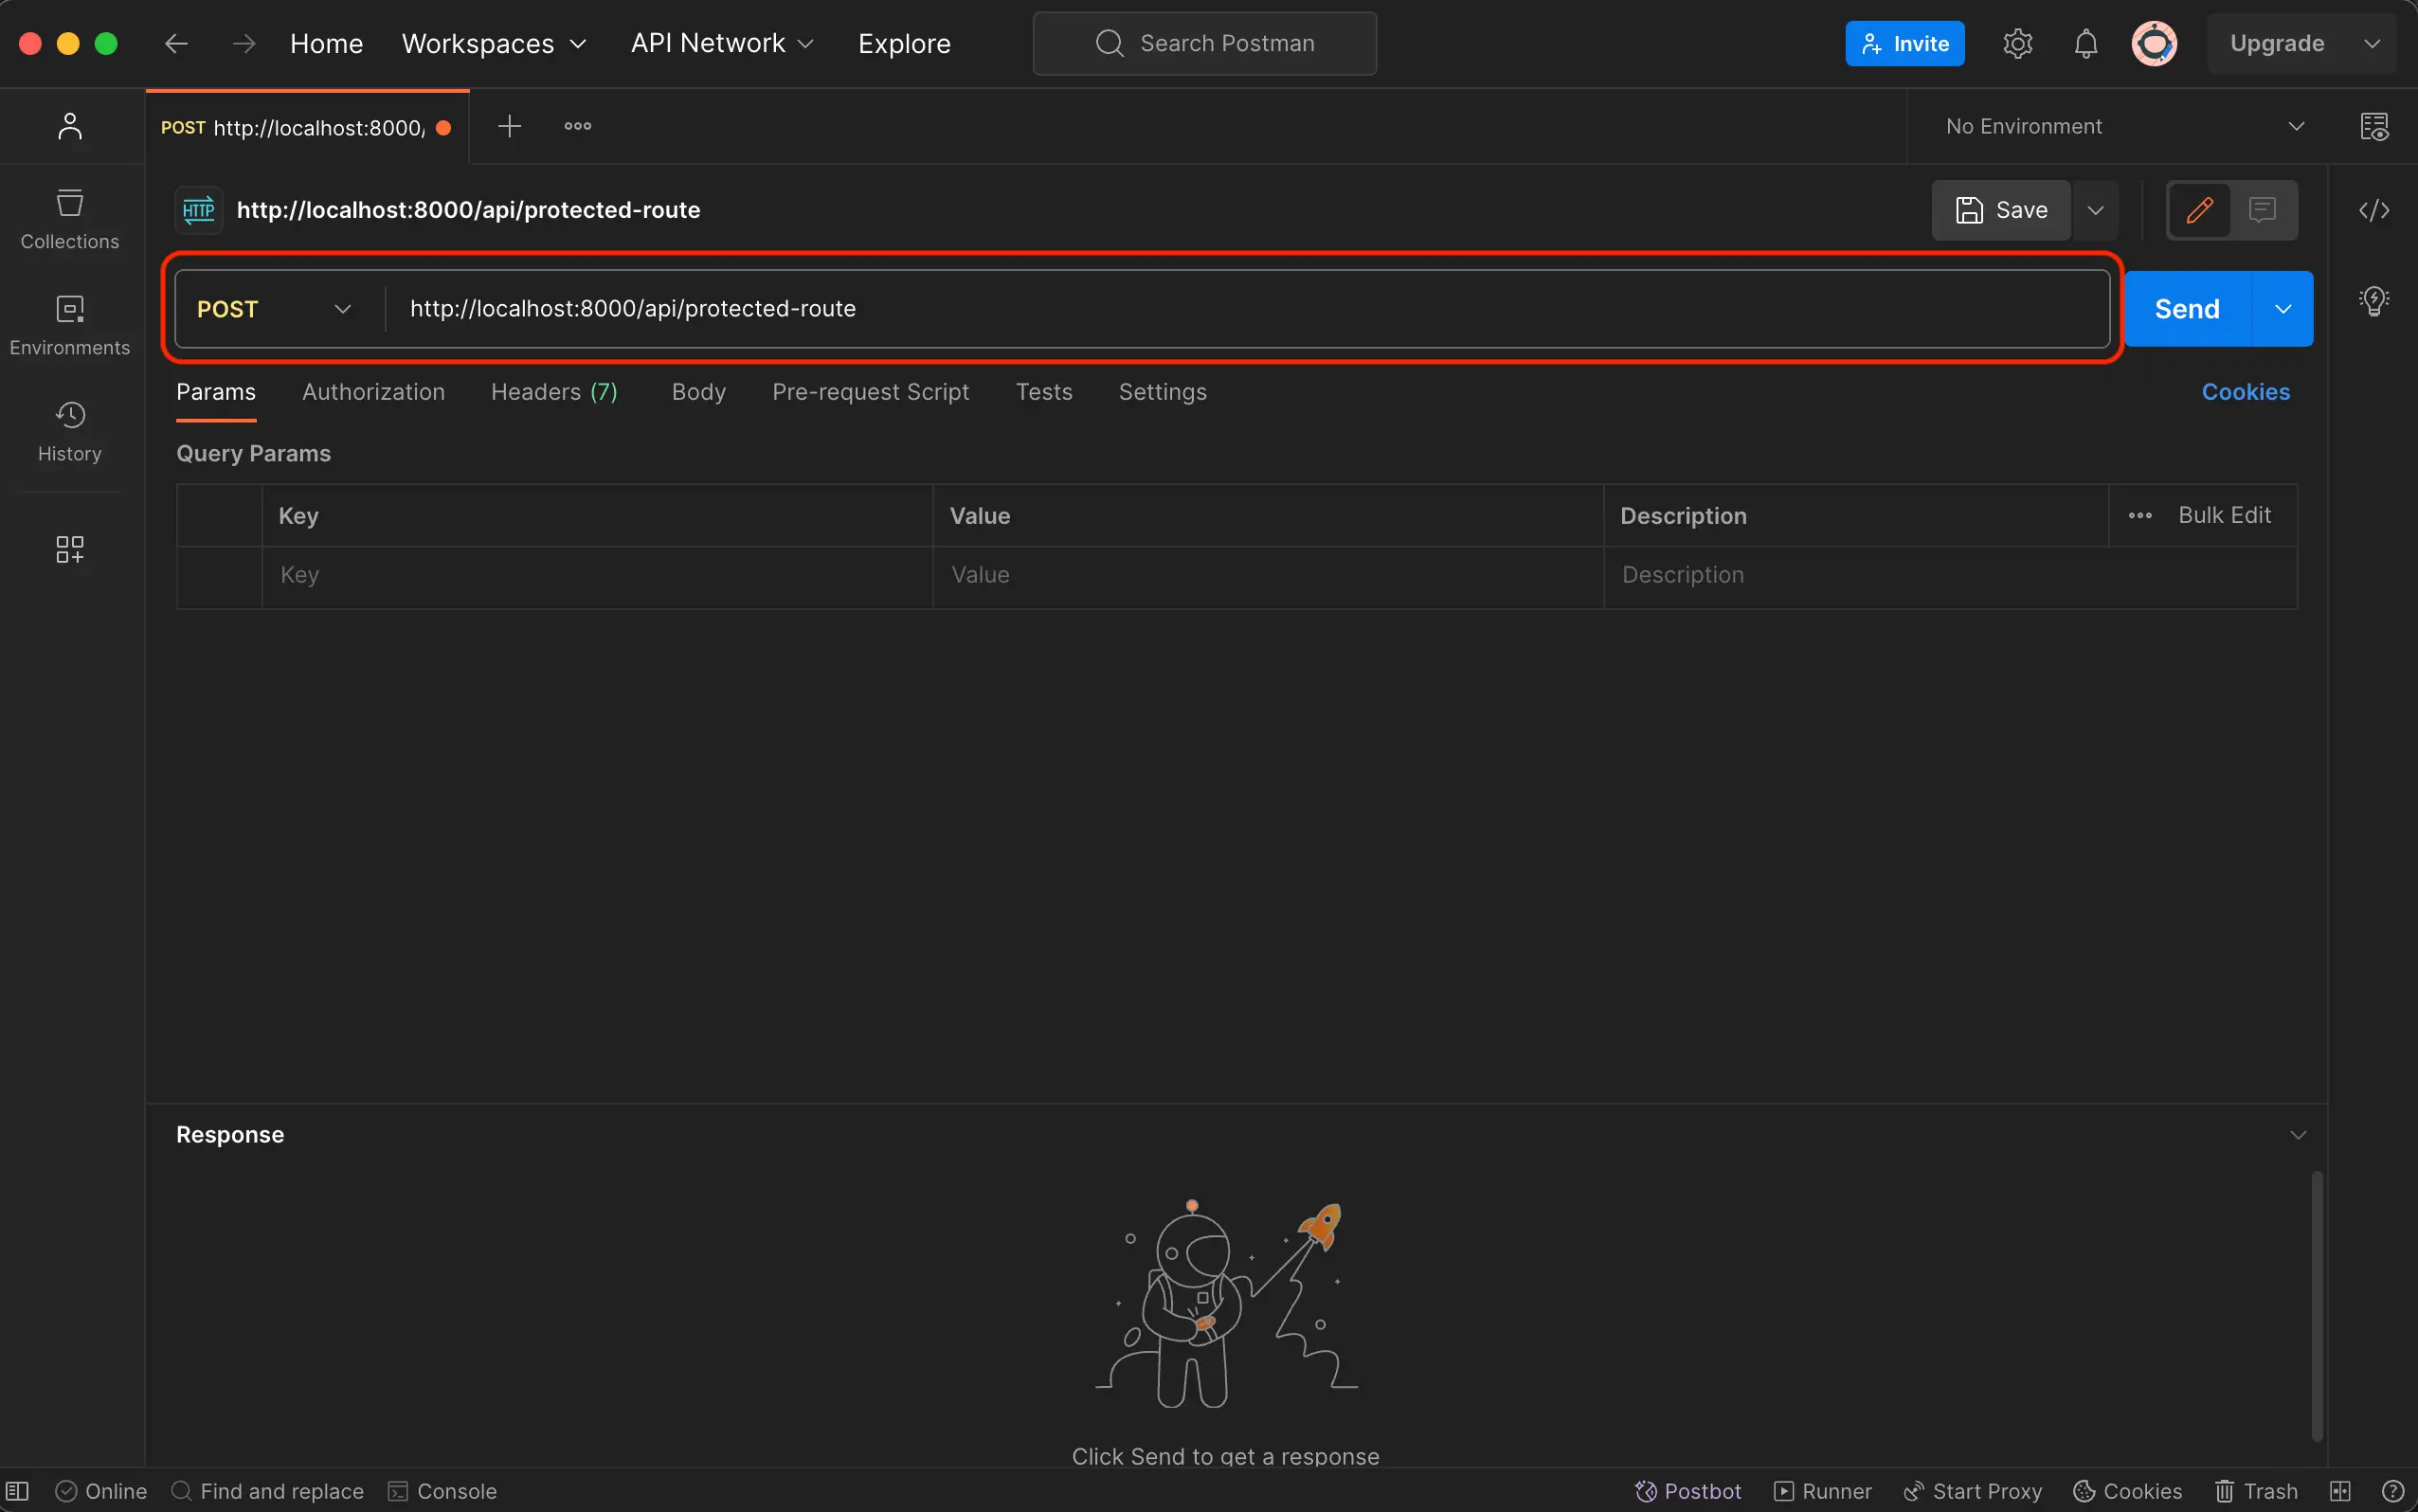 Home Workspaces API Network Explore Search Postman Invite Upgrade
POST http://localhost:8000/ No Environment
HTTP http://localhost:8000/api/protected-route Save
Collections
POST http://localhost:8000/api/protected-route Send
Environments
Params Authorization Headers (7) Body Pre-request Script Tests Settings Cookies
History
Query Params
Key Value Description Bulk Edit
Key Value Description
Response
Click Send to get a response
Online Find and replace Console Postbot Runner Start Proxy Cookies Trash